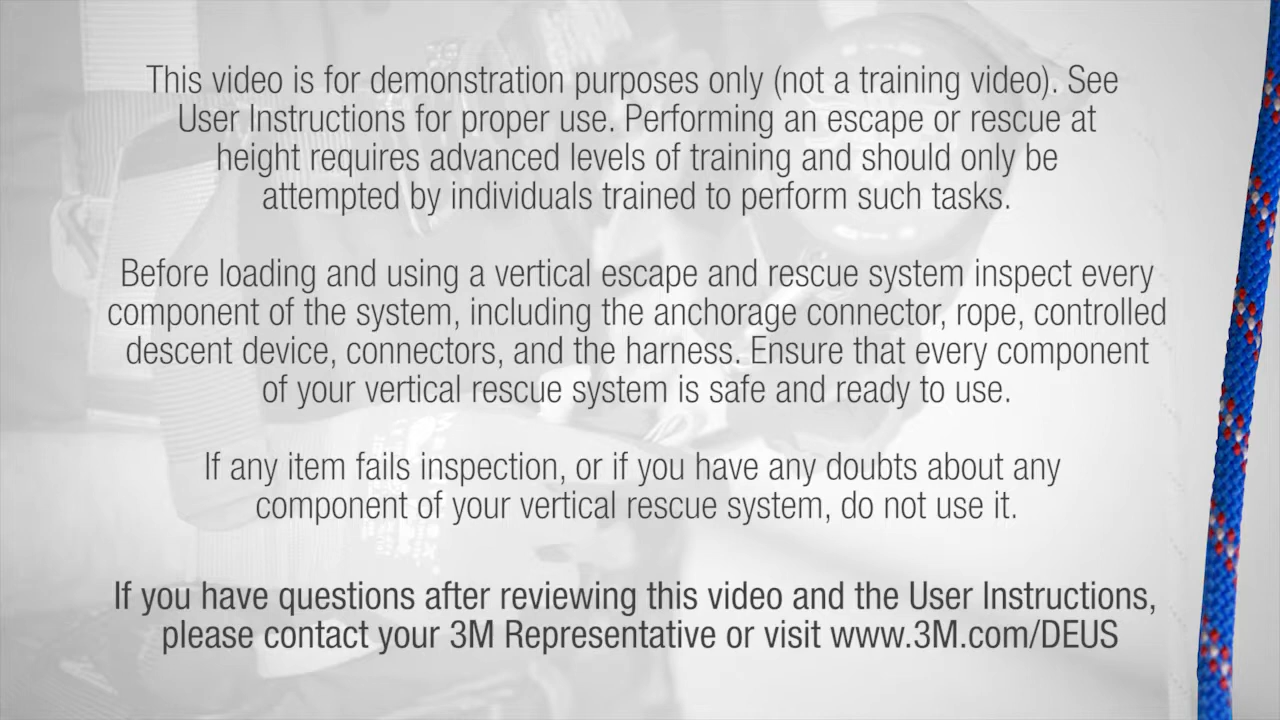 This video is for demonstration purposes only (not a training video). See
User Instructions for proper use. Performing an escape or rescue at
height requires advanced levels of training and should only be
attempted by individuals trained to perform such tasks.
Before loading and using a vertical escape and rescue system inspect every
component of the system, including the anchorage connector, rope, controlled
descent device, connectors, and the harness. Ensure that every component
of your vertical rescue system is safe and ready to use.
If any item fails inspection, or if you have any doubts about any
component of your vertical rescue system, do not use it.
If you have questions after reviewing this video and the User Instructions,
please contact your 3M Representative or visit www.3M.com/DEUS